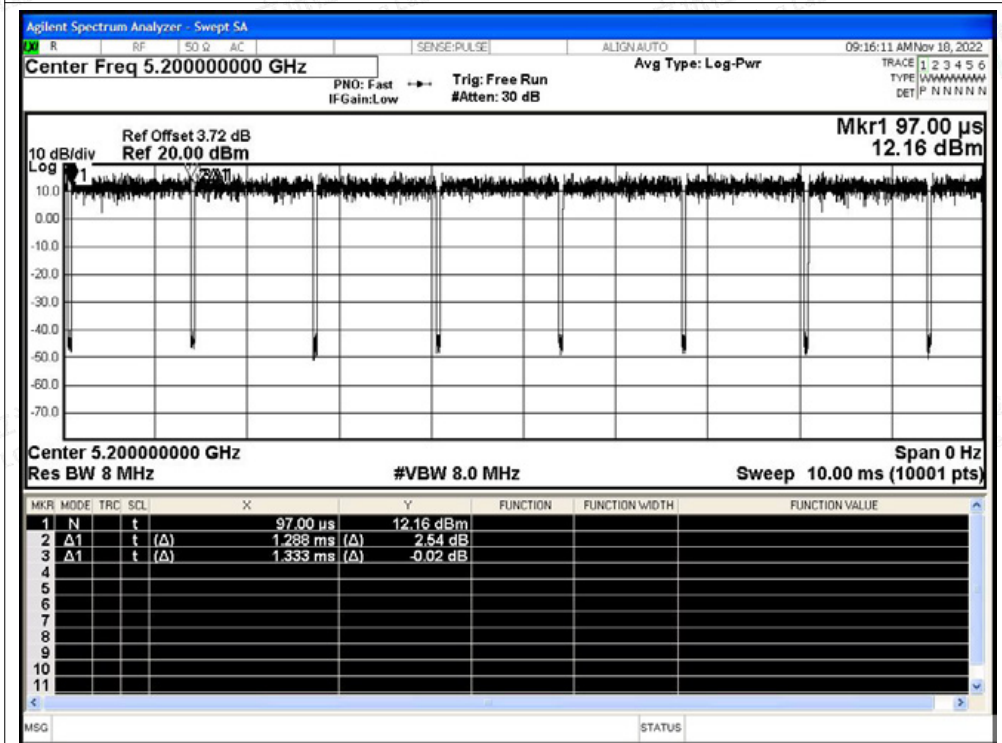 Agilent Spectrum Analyzer - Swept SA
R RF 50 Ω AC SENSE:PULSE ALIGN AUTO 09:16:11 AM Nov 18, 2022
Center Freq 5.200000000 GHz
Avg Type: Log-Pwr
TRACE 1 2 3 4 5 6
PNO: Fast
Trig: Free Run
TYPE WWWWWW
IFGain:Low
#Atten: 30 dB
DET P N N N N N
Mkr1 97.00 µs
12.16 dBm
Ref Offset 3.72 dB
10 dB/div Ref 20.00 dBm
Log
1
10.0
0.00
-10.0
-20.0
-30.0
-40.0
-50.0
-60.0
-70.0
Center 5.200000000 GHz Span 0 Hz
Res BW 8 MHz #VBW 8.0 MHz Sweep 10.00 ms (10001 pts)
MKR MODE TRC SCL X Y FUNCTION FUNCTION WIDTH FUNCTION VALUE
1 N t 97.00 µs 12.16 dBm
2 Δ1 t (Δ) 1.288 ms (Δ) 2.54 dB
3 Δ1 t (Δ) 1.333 ms (Δ) -0.02 dB
4
5
6
7
8
9
10
11
MSG STATUS